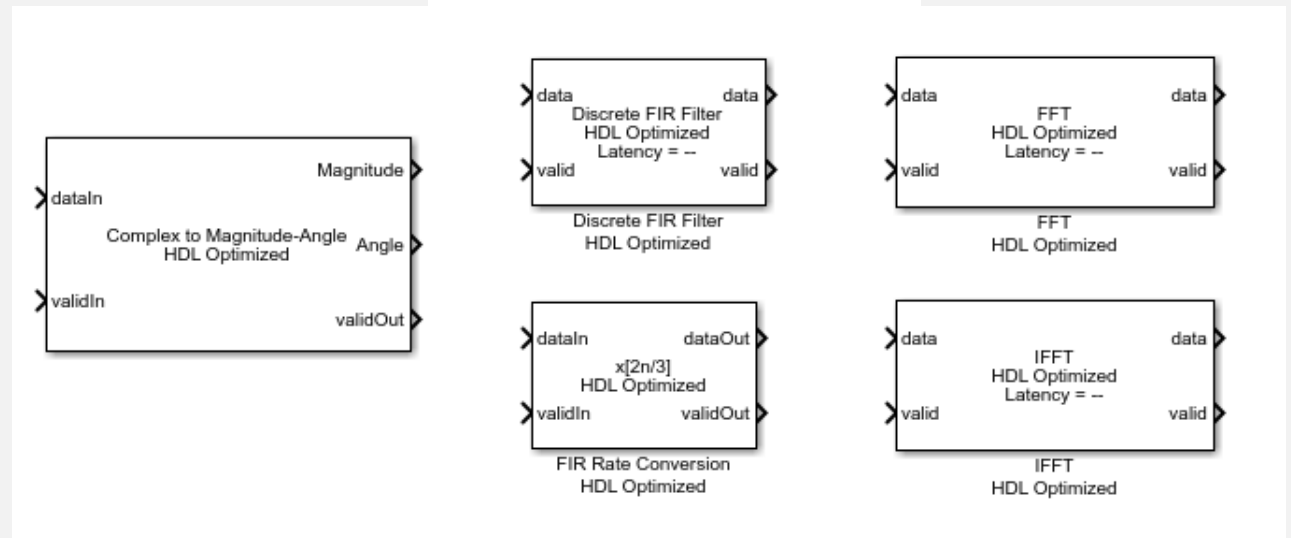 dataIn
validIn
Complex to Magnitude-Angle
HDL Optimized
Magnitude
Angle
validOut
data
valid
Discrete FIR Filter
HDL Optimized
Latency = --
data
valid
Discrete FIR Filter
HDL Optimized
data
valid
FFT
HDL Optimized
Latency = --
data
valid
FFT
HDL Optimized
dataIn
validIn
x[2n/3]
HDL Optimized
dataOut
validOut
FIR Rate Conversion
HDL Optimized
data
valid
IFFT
HDL Optimized
Latency = --
data
valid
IFFT
HDL Optimized